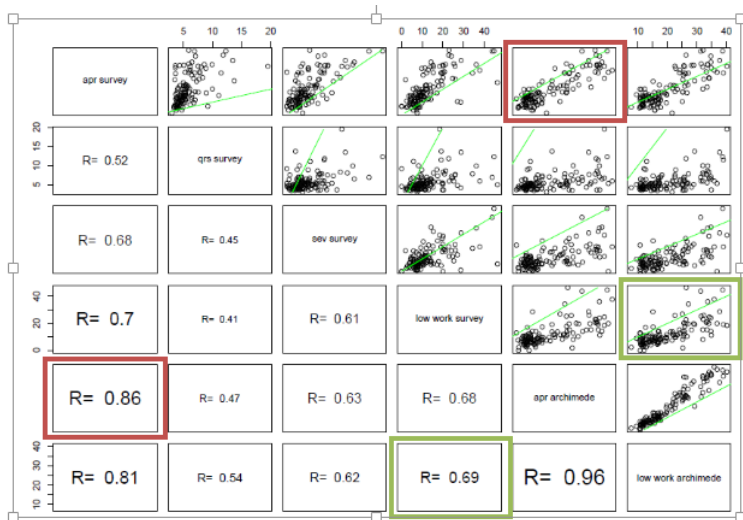 5 10 15 20 0 10 20 30 40 10 20 30 40
apr survey
20
15
10
5
R= 0.52 qrs survey
R= 0.68 R= 0.45 sev survey
40
20
0
R= 0.7 R= 0.41 R= 0.61 low work survey
R= 0.86 R= 0.47 R= 0.63 R= 0.68 apr archimede
40
30
20
10
R= 0.81 R= 0.54 R= 0.62 R= 0.69 R= 0.96 low work archimede